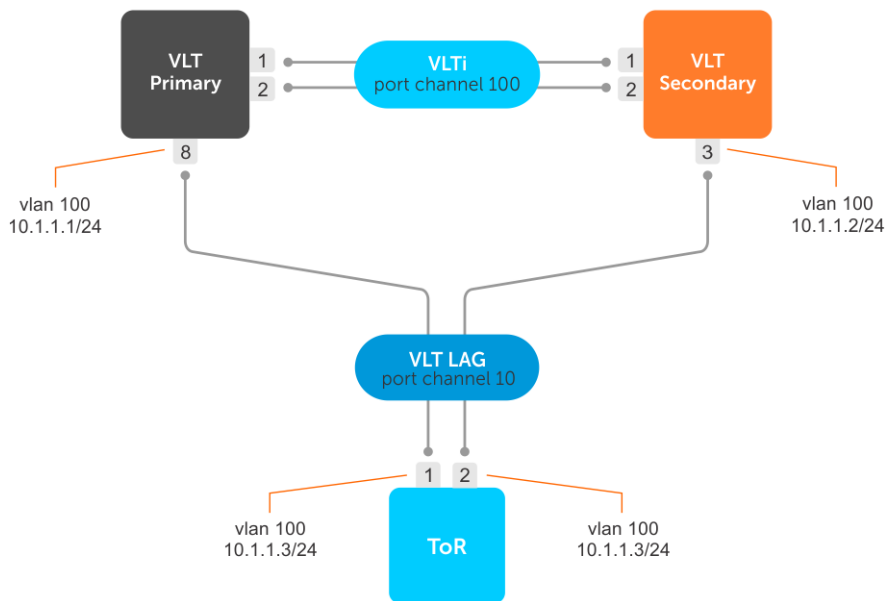 VLT
Primary
1
2
VLTi
port channel 100
1
2
VLT
Secondary
8
3
vlan 100
10.1.1.1/24
vlan 100
10.1.1.2/24
VLT LAG
port channel 10
1
2
vlan 100
10.1.1.3/24
ToR
vlan 100
10.1.1.3/24